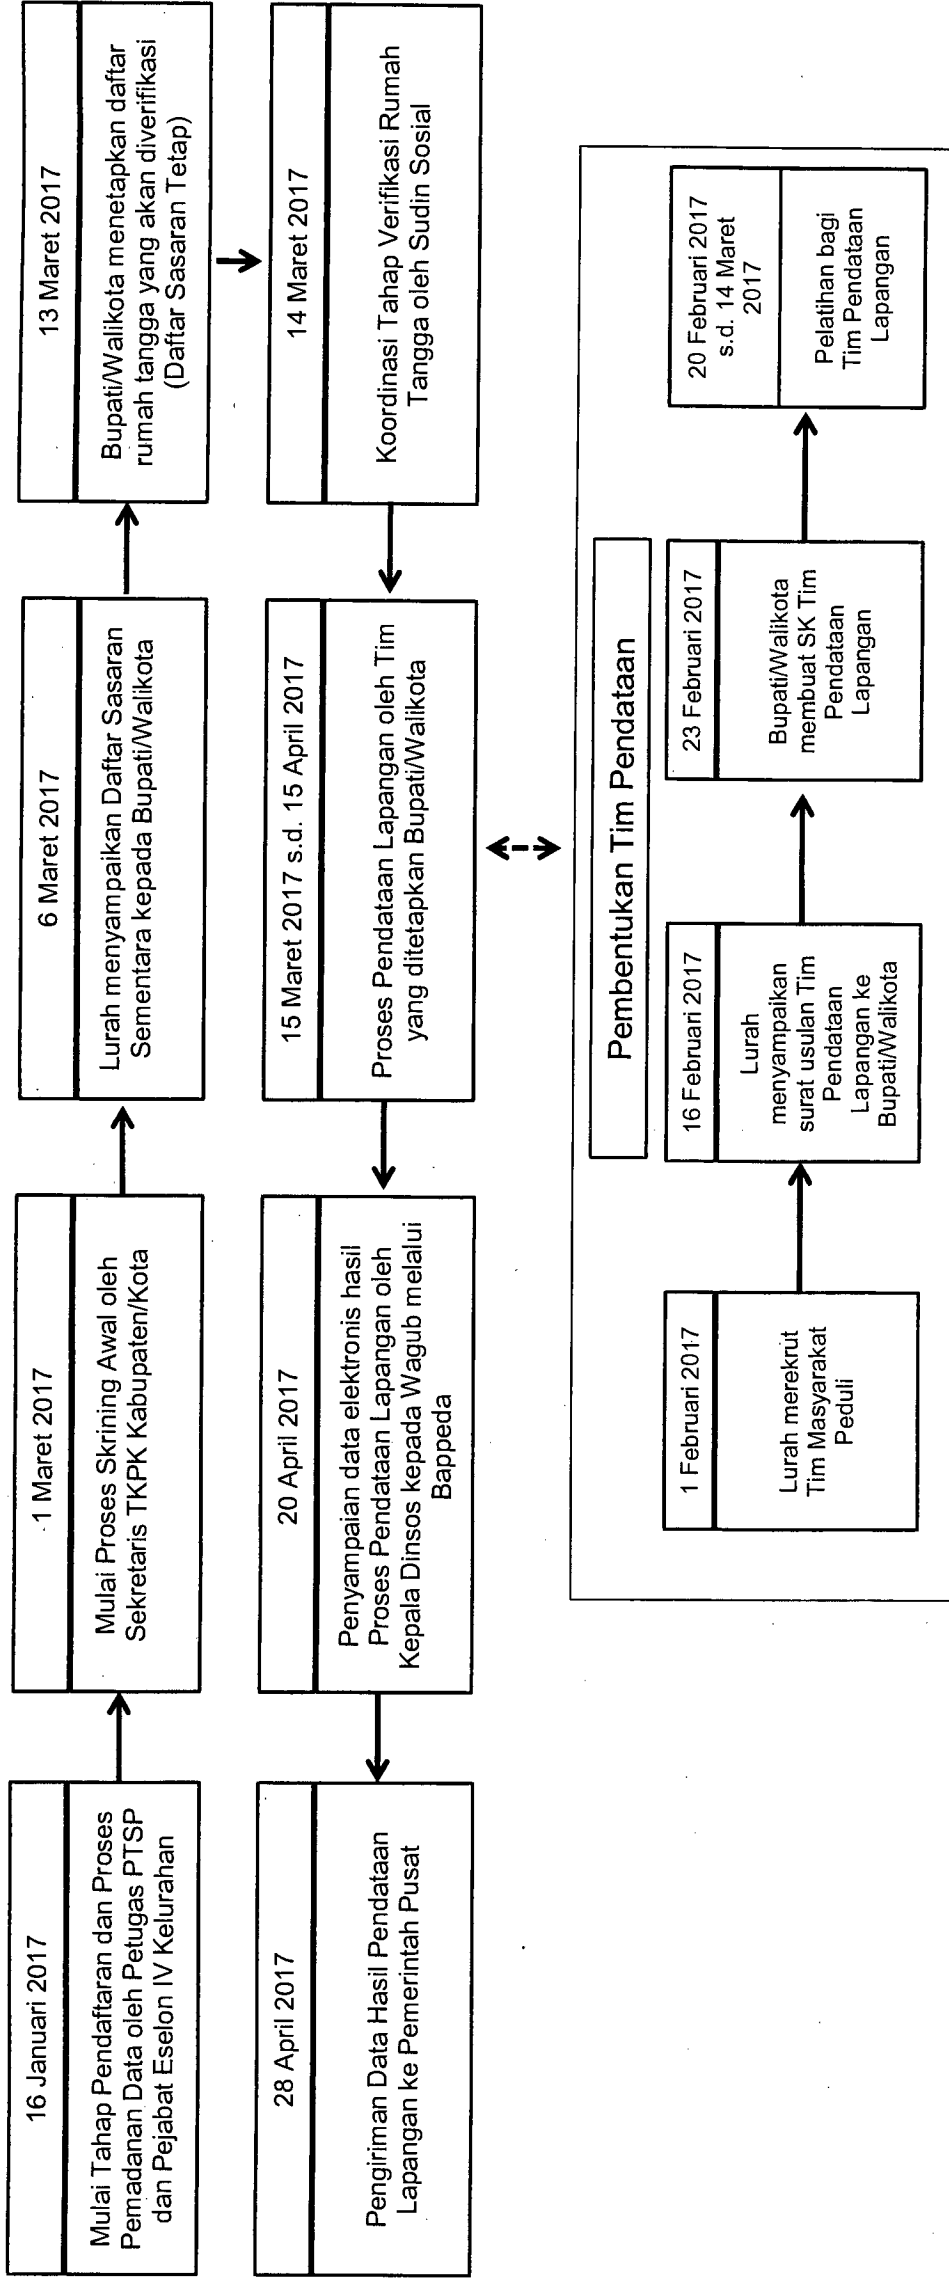 16 Januari 2017
Mulai Tahap Pendaftaran dan Proses
Pemadanan Data oleh Petugas PTSP
dan Pejabat Eselon IV Kelurahan
1 Maret 2017
Mulai Proses Skrining Awal oleh
Sekretaris TKPK Kabupaten/Kota
6 Maret 2017
Lurah menyampaikan Daftar Sasaran
Sementara kepada Bupati/Walikota
13 Maret 2017
Bupati/Walikota menetapkan daftar
rumah tangga yang akan diverifikasi
(Daftar Sasaran Tetap)
14 Maret 2017
Koordinasi Tahap Verifikasi Rumah
Tangga oleh Sudin Sosial
15 Maret 2017 s.d. 15 April 2017
Proses Pendataan Lapangan oleh Tim
yang ditetapkan Bupati/Walikota
20 April 2017
Penyampaian data elektronis hasil
Proses Pendataan Lapangan oleh
Kepala Dinsos kepada Wagub melalui
Bappeda
28 April 2017
Pengiriman Data Hasil Pendataan
Lapangan ke Pemerintah Pusat
Pembentukan Tim Pendataan
1 Februari 2017
Lurah merekrut
Tim Masyarakat
Peduli
16 Februari 2017
Lurah
menyampaikan
surat usulan Tim
Pendataan
Lapangan ke
Bupati/Walikota
23 Februari 2017
Bupati/Walikota
membuat SK Tim
Pendataan
Lapangan
20 Februari 2017
s.d. 14 Maret
2017
Pelatihan bagi
Tim Pendataan
Lapangan